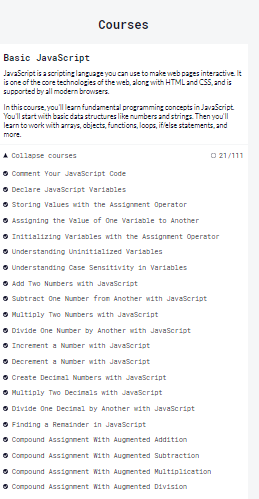 Courses
Basic JavaScript
JavaScript is a scripting language you can use to make web pages interactive. It
is one of the core technologies of the web, along with HTML and CSS, and is
supported by all modern browsers.
In this course, you'll learn fundamental programming concepts in JavaScript.
You'll start with basic data structures like numbers and strings. Then you'll
learn to work with arrays, objects, functions, loops, if/else statements, and
more.
Collapse courses 21/111
Comment Your JavaScript Code
Declare JavaScript Variables
Storing Values with the Assignment Operator
Assigning the Value of One Variable to Another
Initializing Variables with the Assignment Operator
Understanding Uninitialized Variables
Understanding Case Sensitivity in Variables
Add Two Numbers with JavaScript
Subtract One Number from Another with JavaScript
Multiply Two Numbers with JavaScript
Divide One Number by Another with JavaScript
Increment a Number with JavaScript
Decrement a Number with JavaScript
Create Decimal Numbers with JavaScript
Multiply Two Decimals with JavaScript
Divide One Decimal by Another with JavaScript
Finding a Remainder in JavaScript
Compound Assignment With Augmented Addition
Compound Assignment With Augmented Subtraction
Compound Assignment With Augmented Multiplication
Compound Assignment With Augmented Division